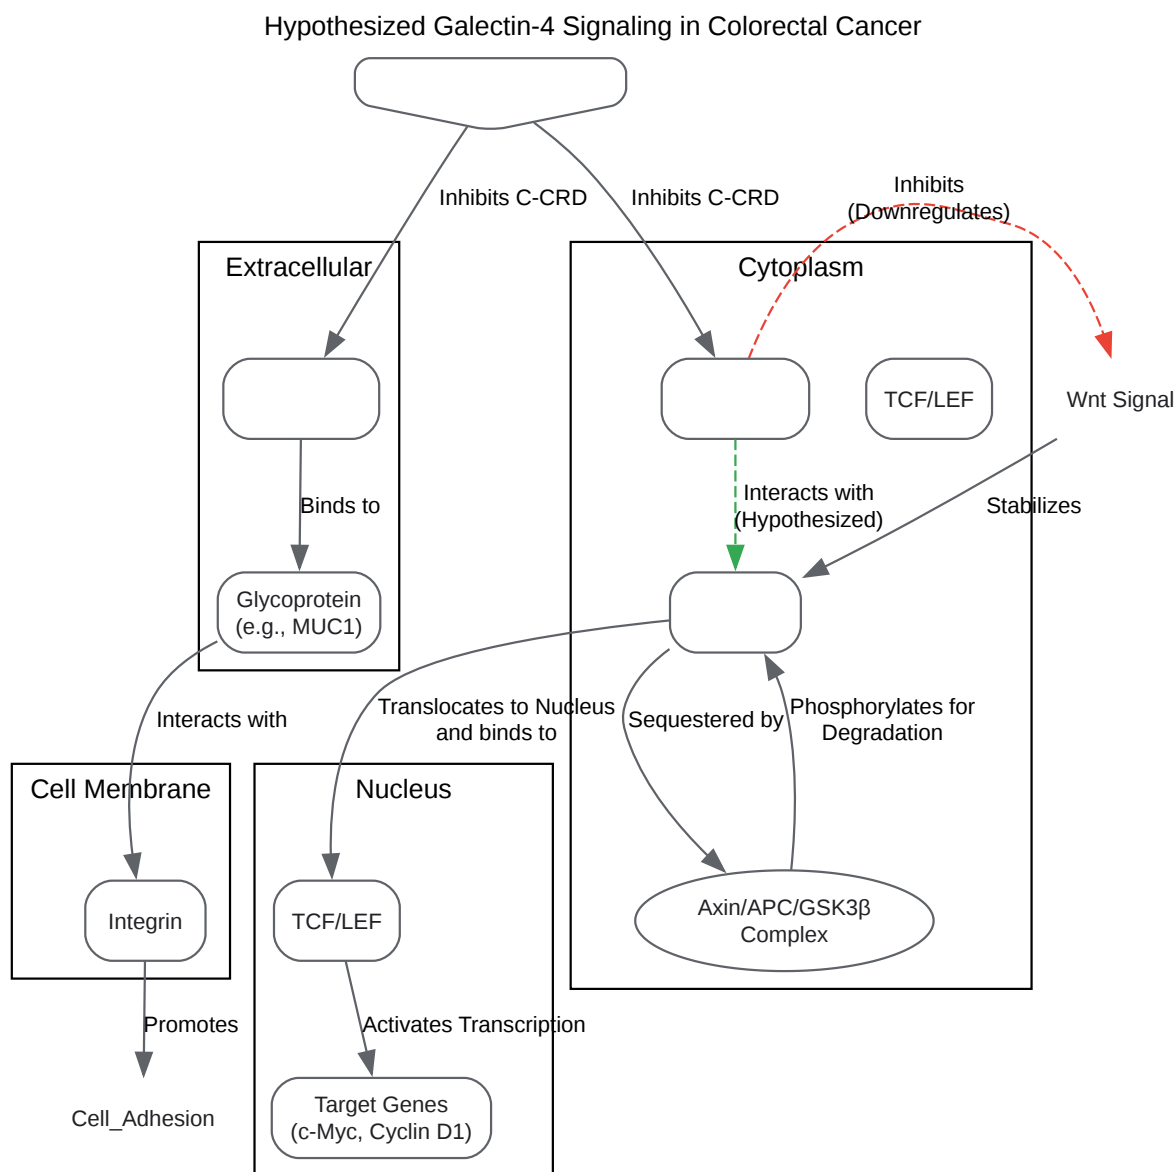 Hypothesized Galectin-4 Signaling in Colorectal Cancer
Inhibits C-CRD
Inhibits C-CRD
Inhibits
(Downregulates)
Extracellular
Cytoplasm
TCF/LEF
Wnt Signal
Binds to
Interacts with
(Hypothesized)
Stabilizes
Glycoprotein
(e.g., MUC1)
Interacts with
Translocates to Nucleus
and binds to
Sequestered by
Phosphorylates for
Degradation
Cell Membrane
Nucleus
Integrin
TCF/LEF
Axin/APC/GSK3β
Complex
Promotes
Activates Transcription
Cell_Adhesion
Target Genes
(c-Myc, Cyclin D1)